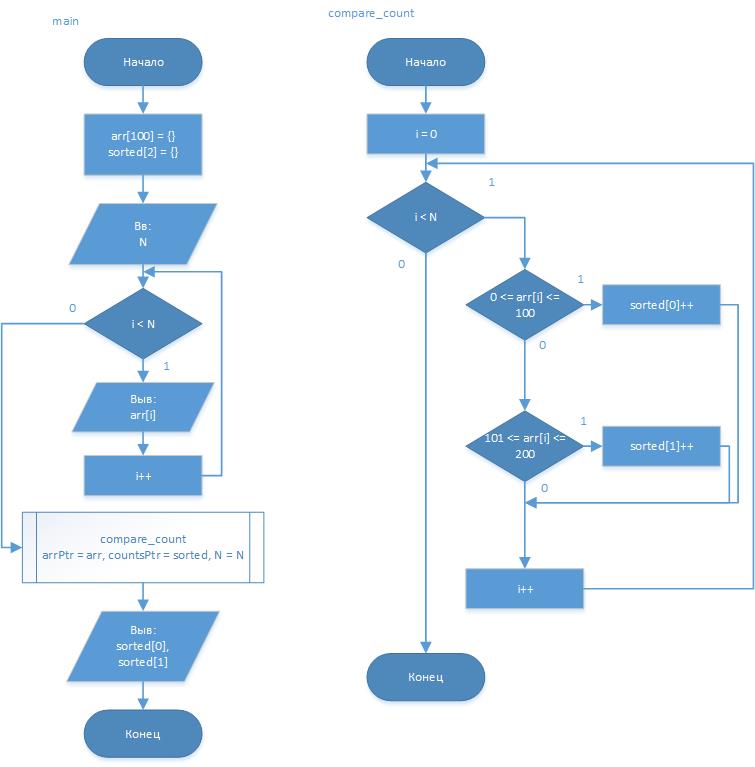 main
Начало
arr[100] = {}
sorted[2] = {}
Вв:
N
0
i < N
1
Выв:
arr[i]
i++
compare_count
arrPtr = arr, countsPtr = sorted, N = N
Выв:
sorted[0],
sorted[1]
Конец
compare_count
Начало
i = 0
1
i < N
0
0 <= arr[i] <=
100
1
sorted[0]++
0
101 <= arr[i] <=
200
1
sorted[1]++
0
i++
Конец